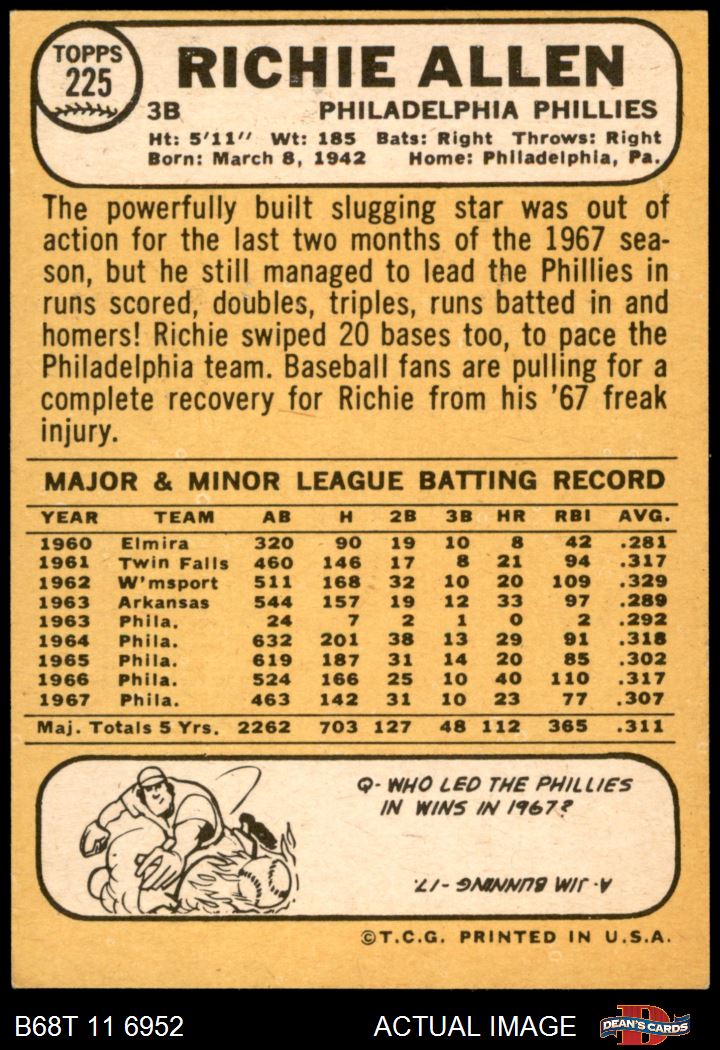 TOPPS
225
RICHIE ALLEN
3B PHILADELPHIA PHILLIES
Ht: 5'11" Wt: 185 Bats: Right Throws: Right
Born: March 8, 1942 Home: Philadelphia, Pa.
The powerfully built slugging star was out of
action for the last two months of the 1967 sea-
son, but he still managed to lead the Phillies in
runs scored, doubles, triples, runs batted in and
homers! Richie swiped 20 bases too, to pace the
Philadelphia team. Baseball fans are pulling for a
complete recovery for Richie from his '67 freak
injury.
MAJOR & MINOR LEAGUE BATTING RECORD
YEAR TEAM AB H 2B 3B HR RBI AVG.
1960 Elmira 320 90 19 10 8 42 .281
1961 Twin Falls 460 146 17 8 21 94 .317
1962 W'msport 511 168 32 10 20 109 .329
1963 Arkansas 544 157 19 12 33 97 .289
1963 Phila. 24 7 2 1 0 2 .292
1964 Phila. 632 201 38 13 29 91 .318
1965 Phila. 619 187 31 14 20 85 .302
1966 Phila. 524 166 25 10 40 110 .317
1967 Phila. 463 142 31 10 23 77 .307
Maj. Totals 5 Yrs. 2262 703 127 48 112 365 .311
Q- WHO LED THE PHILLIES
IN WINS IN 1967?
A- JIM BUNNING -17.
©T.C.G. PRINTED IN U.S.A.
B68T 11 6952 ACTUAL IMAGE DEAN'S CARDS